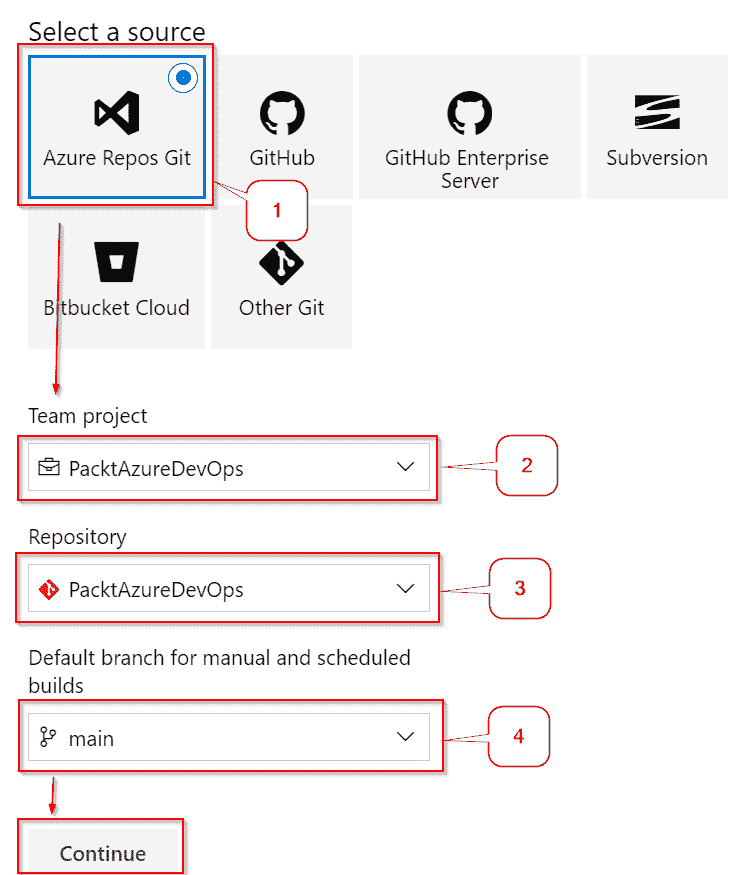 Select a source
Azure Repos Git
GitHub
GitHub Enterprise
Server
Subversion
1
Bitbucket Cloud
Other Git
Team project
PacktAzureDevOps
2
Repository
PacktAzureDevOps
3
Default branch for manual and scheduled
builds
main
4
Continue